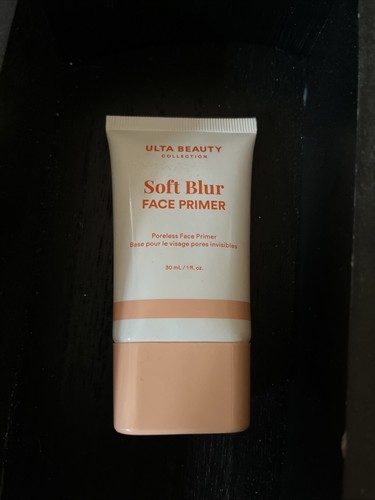 ULTA BEAUTY
COLLECTION
Soft Blur
FACE PRIMER
Poreless Face Primer
Base pour le visage pores invisibles
30 mL / 1 fl. oz.